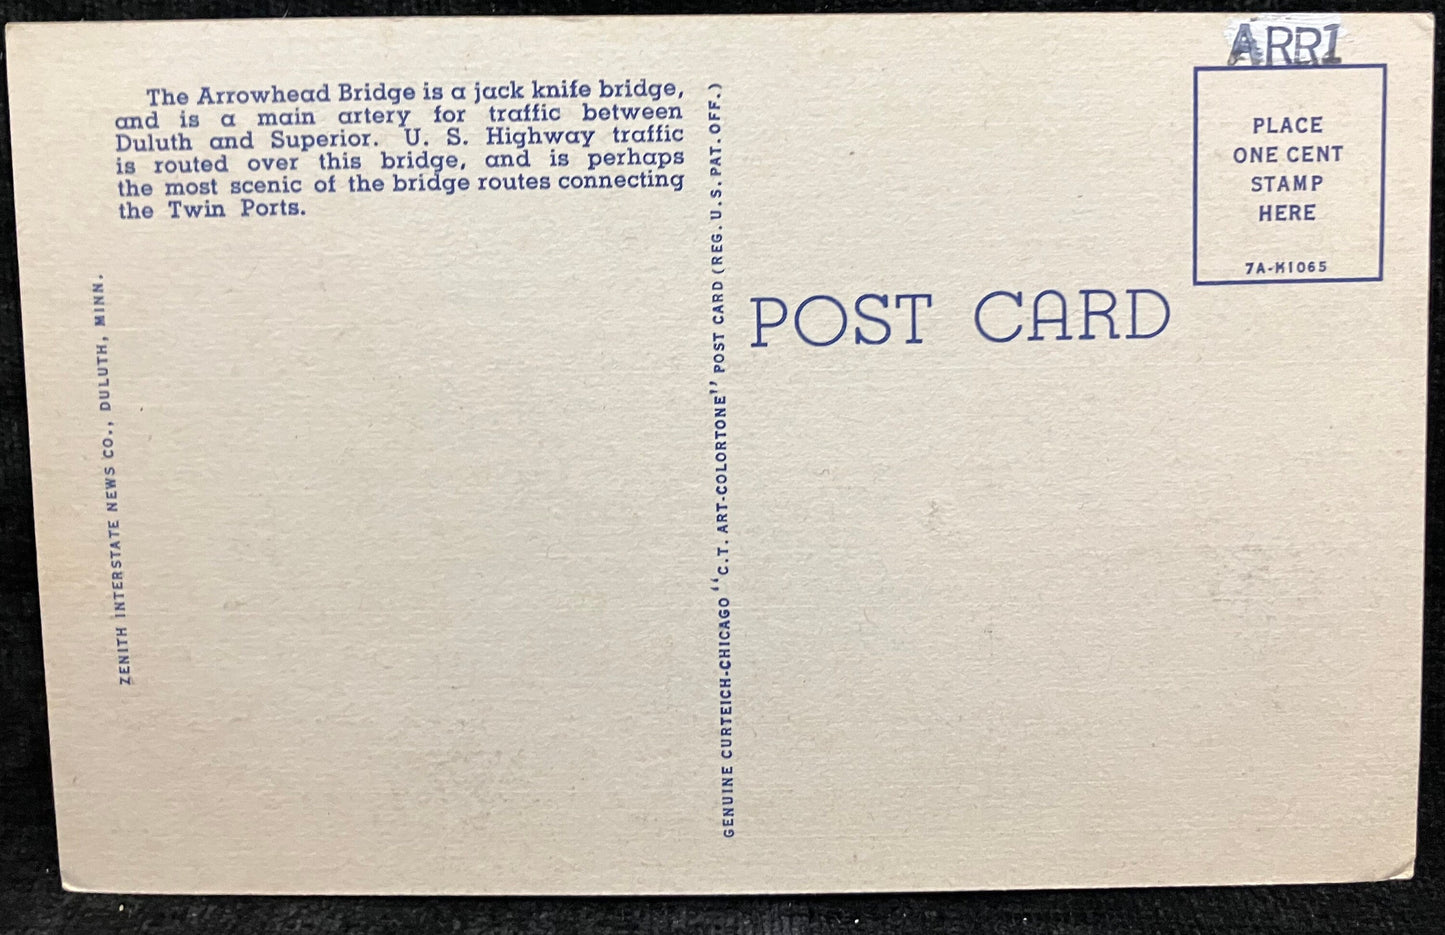 ARR1
The Arrowhead Bridge is a jack knife bridge,
and is a main artery for traffic between
Duluth and Superior. U. S. Highway traffic
is routed over this bridge, and is perhaps
the most scenic of the bridge routes connecting
the Twin Ports.
ZENITH INTERSTATE NEWS CO., DULUTH, MINN.
GENUINE CURTEICH-CHICAGO "C.T. ART-COLORTONE" POST CARD (REG. U.S. PAT. OFF.)
POST CARD
PLACE
ONE CENT
STAMP
HERE
7A-H1065